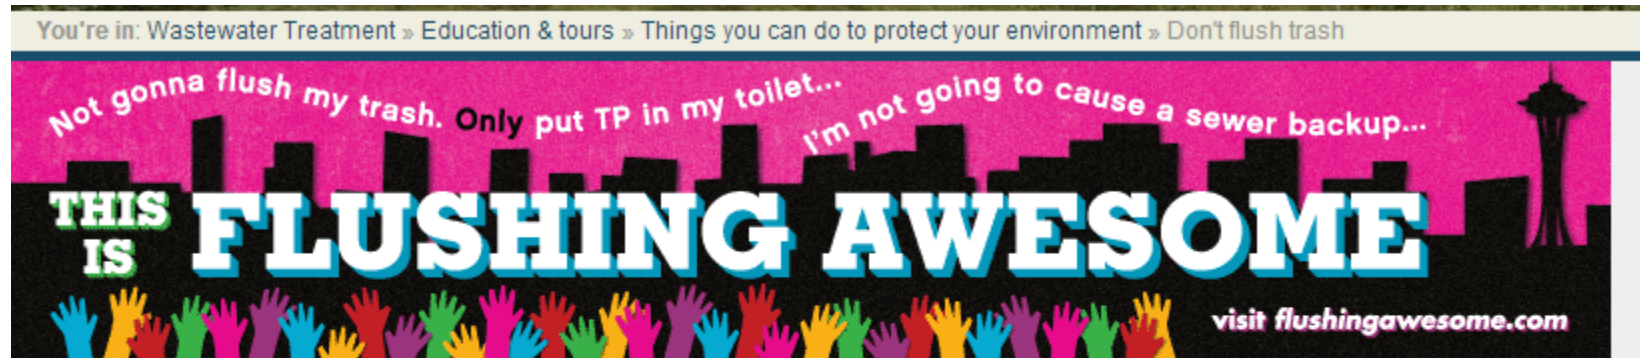 You're in: Wastewater Treatment » Education & tours » Things you can do to protect your environment » Don't flush trash
Not gonna flush my trash. Only put TP in my toilet...
I'm not going to cause a sewer backup...
THIS
IS
FLUSHING AWESOME
visit flushingawesome.com